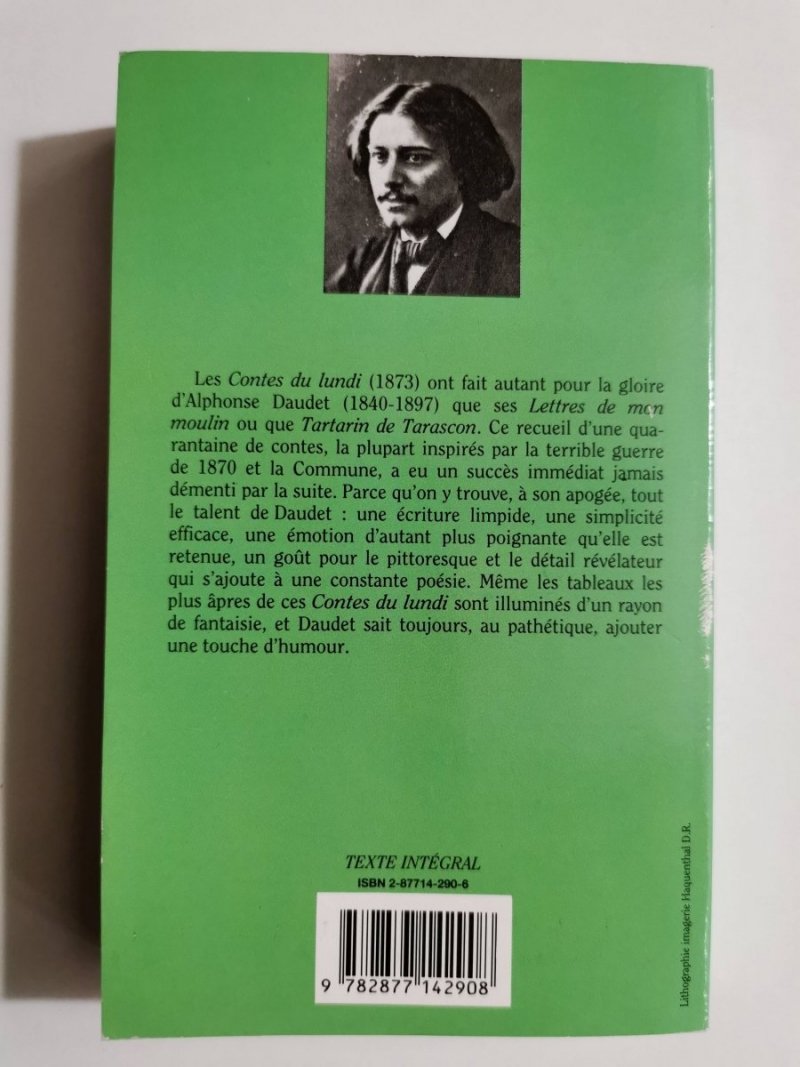 Les Contes du lundi (1873) ont fait autant pour la gloire
d'Alphonse Daudet (1840-1897) que ses Lettres de mon
moulin ou que Tartarin de Tarascon. Ce recueil d'une qua-
rantaine de contes, la plupart inspirés par la terrible guerre
de 1870 et la Commune, a eu un succès immédiat jamais
démenti par la suite. Parce qu'on y trouve, à son apogée, tout
le talent de Daudet : une écriture limpide, une simplicité
efficace, une émotion d'autant plus poignante qu'elle est
retenue, un goût pour le pittoresque et le détail révélateur
qui s'ajoute à une constante poésie. Même les tableaux les
plus âpres de ces Contes du lundi sont illuminés d'un rayon
de fantaisie, et Daudet sait toujours, au pathétique, ajouter
une touche d'humour.
TEXTE INTÉGRAL
ISBN 2-87714-290-6
9 782877 142908
Lithographie imagerie Haquenthal D.R.